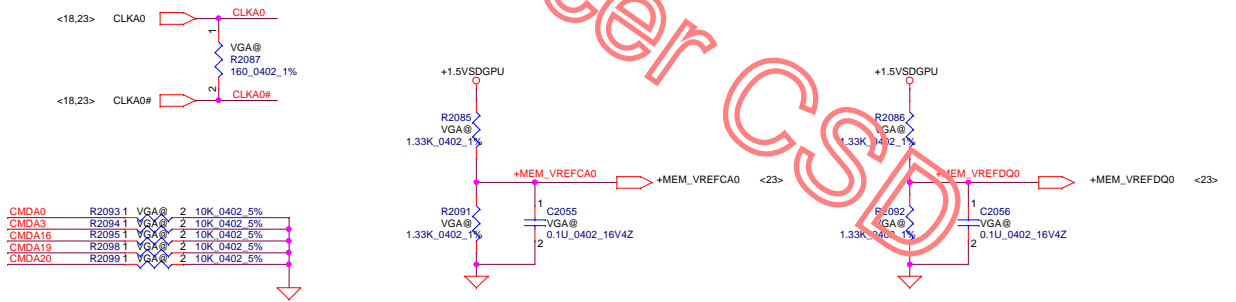 <18,23> CLKA0 CLKA0
1
VGA@
R2087
160_0402_1%
2
<18,23> CLKA0# CLKA0#
CMDA0 R2093 1 VGA@ 2 10K_0402_5%
CMDA3 R2094 1 VGA@ 2 10K_0402_5%
CMDA16 R2095 1 VGA@ 2 10K_0402_5%
CMDA19 R2098 1 VGA@ 2 10K_0402_5%
CMDA20 R2099 1 VGA@ 2 10K_0402_5%
+1.5VSDGPU
R2085
VGA@
1.33K_0402_1%
+MEM_VREFCA0 +MEM_VREFCA0 <23>
R2091
VGA@
1.33K_0402_1%
1
C2055
VGA@
0.1U_0402_16V4Z
2
+1.5VSDGPU
R2086
VGA@
1.33K_0402_1%
+MEM_VREFDQ0 +MEM_VREFDQ0 <23>
R2092
VGA@
1.33K_0402_1%
1
C2056
VGA@
0.1U_0402_16V4Z
2
cer CSD